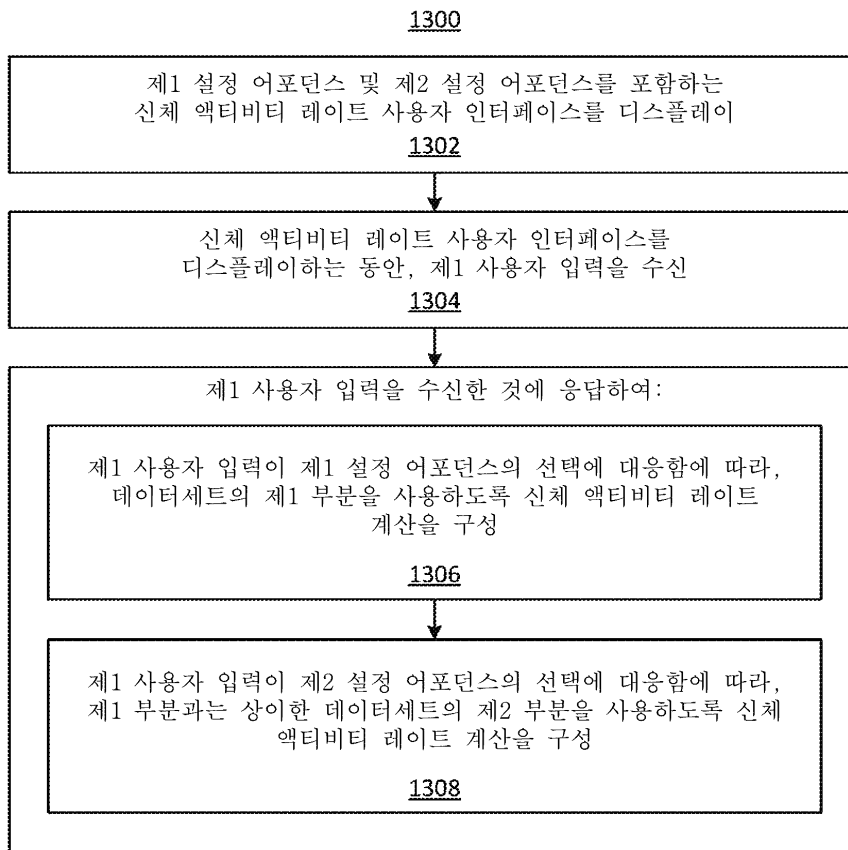 1300
제1 설정 어포던스 및 제2 설정 어포던스를 포함하는
신체 액티비티 레이트 사용자 인터페이스를 디스플레이
1302
신체 액티비티 레이트 사용자 인터페이스를
디스플레이하는 동안, 제1 사용자 입력을 수신
1304
제1 사용자 입력을 수신한 것에 응답하여:
제1 사용자 입력이 제1 설정 어포던스의 선택에 대응함에 따라,
데이터세트의 제1 부분을 사용하도록 신체 액티비티 레이트
계산을 구성
1306
제1 사용자 입력이 제2 설정 어포던스의 선택에 대응함에 따라,
제1 부분과는 상이한 데이터세트의 제2 부분을 사용하도록 신체
액티비티 레이트 계산을 구성
1308